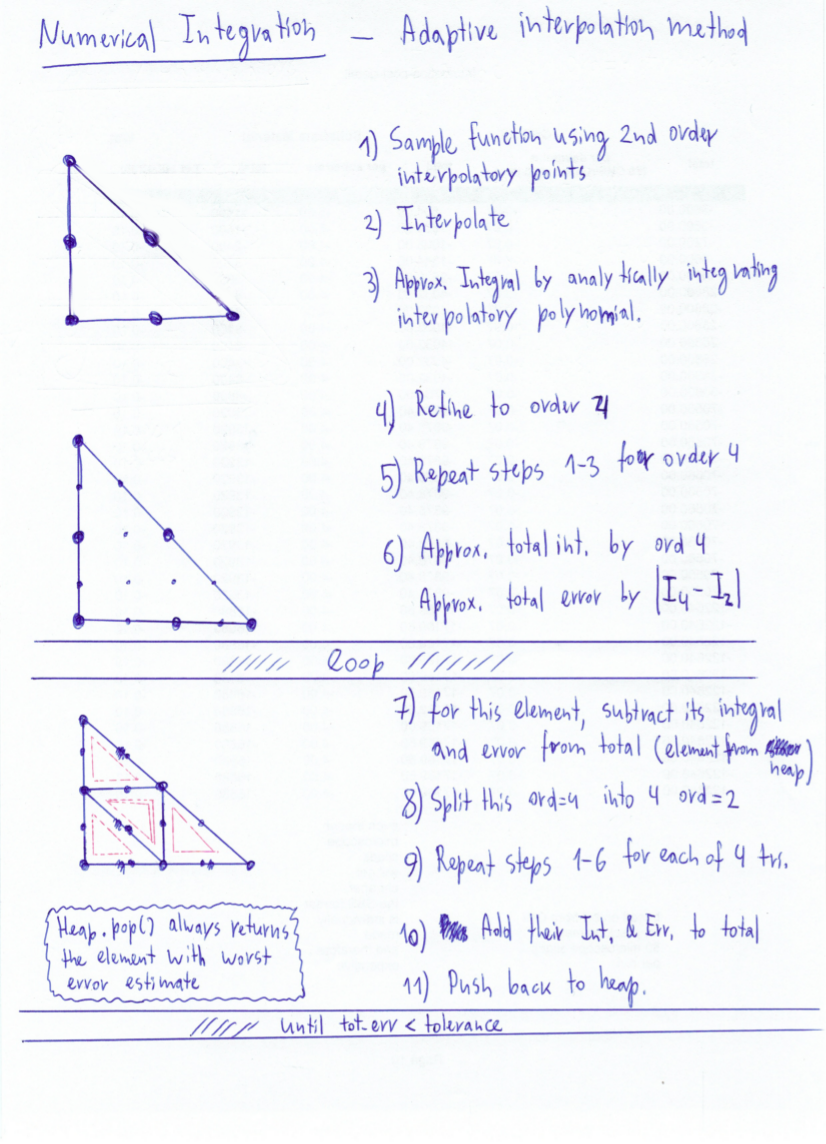 Numerical Integration — Adaptive interpolation method
1) Sample function using 2nd order
interpolatory points
2) Interpolate
3) Approx. Integral by analytically integrating
interpolatory polynomial.
4) Refine to order 4
5) Repeat steps 1-3 for order 4
6) Approx. total int. by ord 4
Approx. total error by |I4 - I2|
////// loop ///////
7) for this element, subtract its integral
and error from total (element from heap)
8) Split this ord=4 into 4 ord=2
9) Repeat steps 1-6 for each of 4 tri.
10) Add their Int. & Err. to total
11) Push back to heap.
Heap.pop() always returns
the element with worst
error estimate
////// until tot-err < tolerance